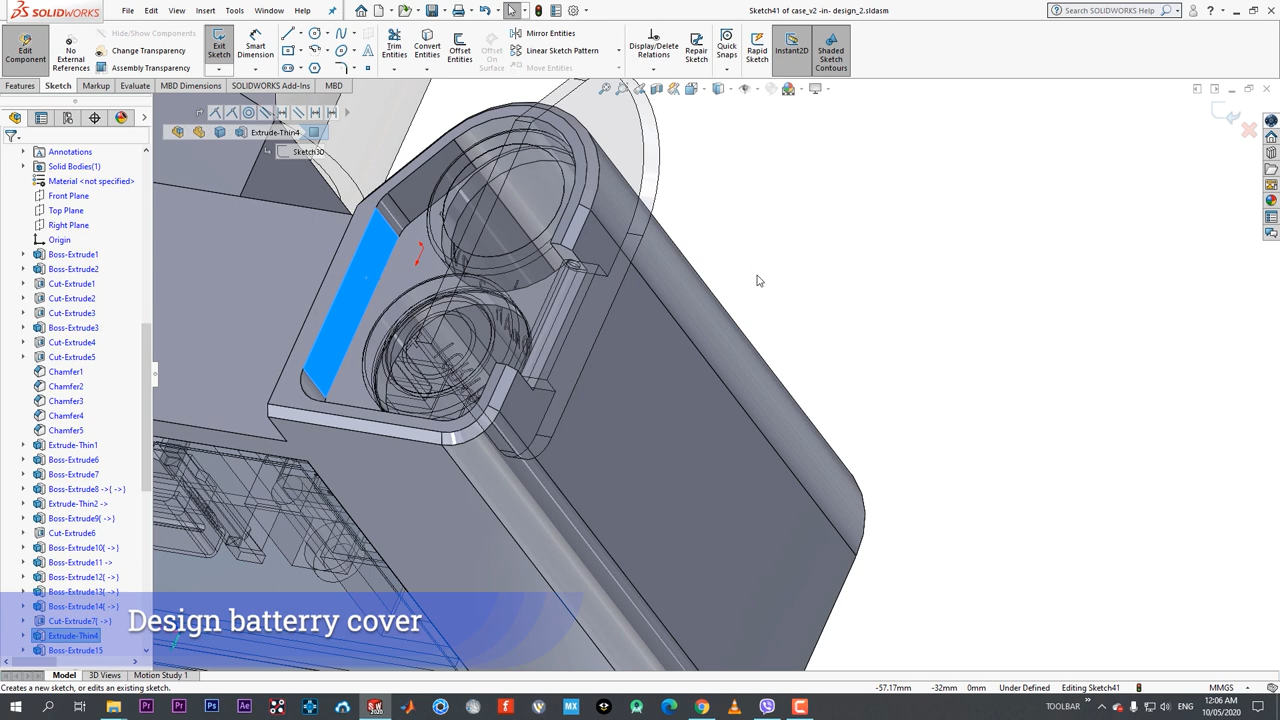 SOLIDWORKS
File Edit View Insert Tools Window Help
Sketch41 of case_v2 -in- design_2.sldasm
Search SOLIDWORKS Help
Edit Component
No External References
Hide/Show Components
Change Transparency
Assembly Transparency
Exit Sketch
Smart Dimension
Trim Entities
Convert Entities
Offset Entities
Offset On Surface
Mirror Entities
Linear Sketch Pattern
Move Entities
Display/Delete Relations
Repair Sketch
Quick Snaps
Rapid Sketch
Instant2D
Shaded Sketch Contours
Features Sketch Markup Evaluate MBD Dimensions SOLIDWORKS Add-Ins MBD
Extrude-Thin4
Sketch30
Annotations
Solid Bodies(1)
Material <not specified>
Front Plane
Top Plane
Right Plane
Origin
Boss-Extrude1
Boss-Extrude2
Cut-Extrude1
Cut-Extrude2
Cut-Extrude3
Boss-Extrude3
Cut-Extrude4
Cut-Extrude5
Chamfer1
Chamfer2
Chamfer3
Chamfer4
Chamfer5
Extrude-Thin1
Boss-Extrude6
Boss-Extrude7
Boss-Extrude8 ->{ ->}
Extrude-Thin2 ->
Boss-Extrude9{ ->}
Cut-Extrude6
Boss-Extrude10{ ->}
Boss-Extrude11 ->
Boss-Extrude12{ ->}
Boss-Extrude13{ ->}
Boss-Extrude14{ ->}
Cut-Extrude7{ ->}
Extrude-Thin4
Boss-Extrude15
Design batterry cover
Model 3D Views Motion Study 1
Creates a new sketch, or edits an existing sketch.
-57.17mm -32mm 0mm Under Defined Editing Sketch41 MMGS
TOOLBAR
ENG
12:06 AM
10/05/2020